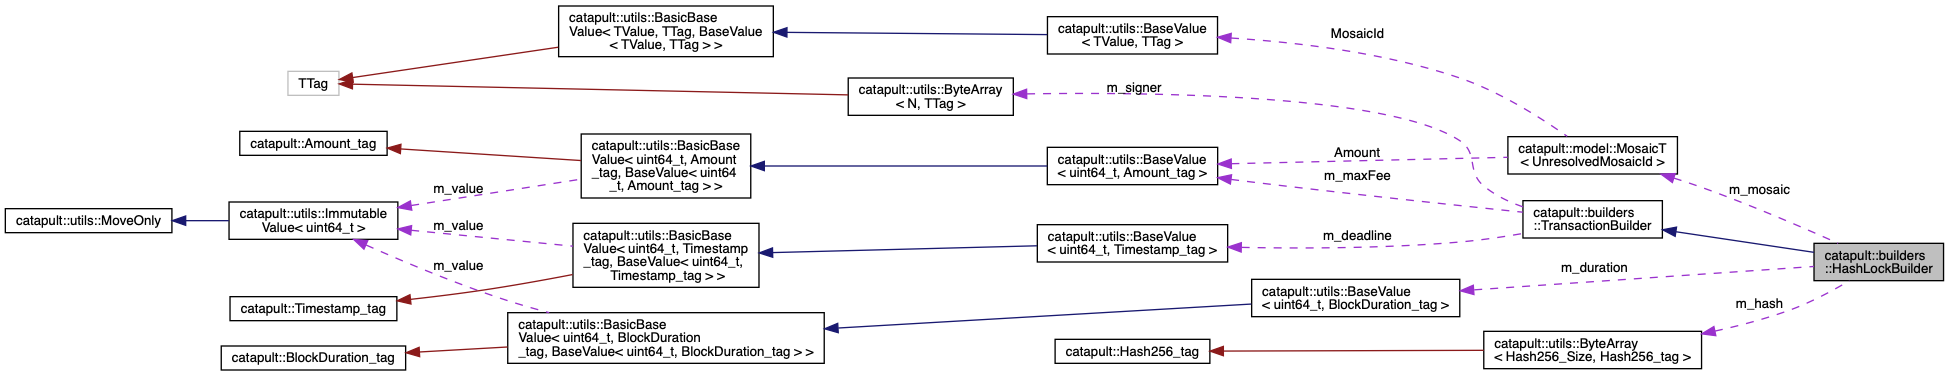 catapult::utils::BasicBase
Value< TValue, TTag, BaseValue
< TValue, TTag > >
catapult::utils::BaseValue
< TValue, TTag >
MosaicId
TTag
catapult::utils::ByteArray
< N, TTag >
m_signer
catapult::Amount_tag
catapult::utils::BasicBase
Value< uint64_t, Amount
_tag, BaseValue< uint64
_t, Amount_tag > >
catapult::utils::BaseValue
< uint64_t, Amount_tag >
Amount
m_maxFee
catapult::model::MosaicT
< UnresolvedMosaicId >
m_mosaic
m_value
catapult::utils::MoveOnly
catapult::utils::Immutable
Value< uint64_t >
m_value
m_value
catapult::utils::BasicBase
Value< uint64_t, Timestamp
_tag, BaseValue< uint64_t,
Timestamp_tag > >
catapult::utils::BaseValue
< uint64_t, Timestamp_tag >
m_deadline
catapult::builders
::TransactionBuilder
catapult::builders
::HashLockBuilder
m_duration
m_hash
catapult::Timestamp_tag
catapult::utils::BaseValue
< uint64_t, BlockDuration_tag >
catapult::BlockDuration_tag
catapult::utils::BasicBase
Value< uint64_t, BlockDuration
_tag, BaseValue< uint64_t, BlockDuration_tag > >
catapult::Hash256_tag
catapult::utils::ByteArray
< Hash256_Size, Hash256_tag >